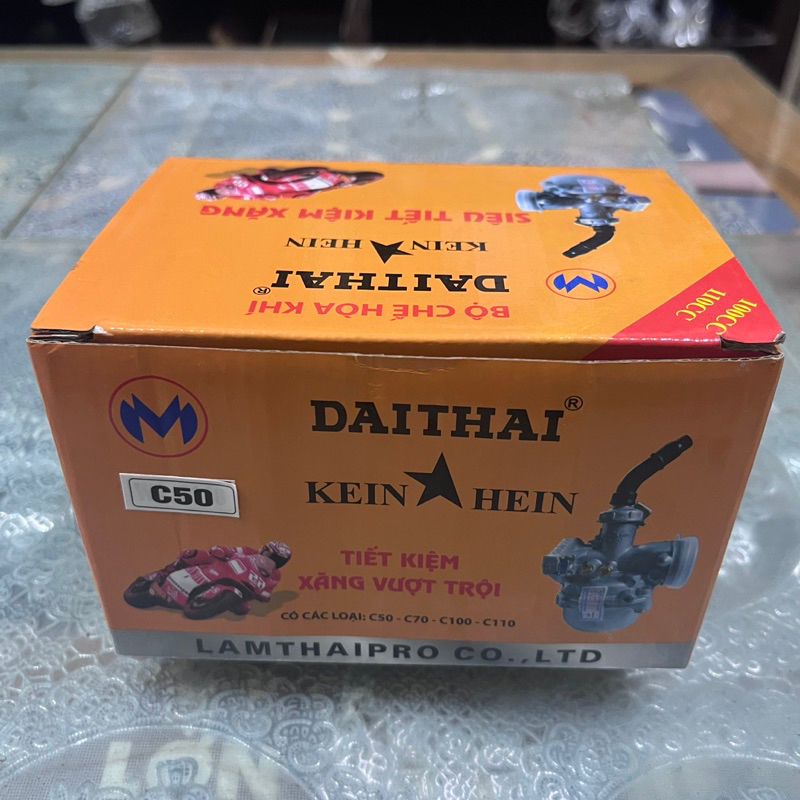 100CC
110CC
SIÊU TIẾT KIỆM XĂNG
KEIN HEIN
DAITHAI®
BỘ CHẾ HÒA KHÍ
M
M
DAITHAI®
C50
KEIN HEIN
TIẾT KIỆM
XĂNG VƯỢT TRỘI
CÓ CÁC LOẠI: C50 - C70 - C100 - C110
LAMTHAIPRO CO.,LTD